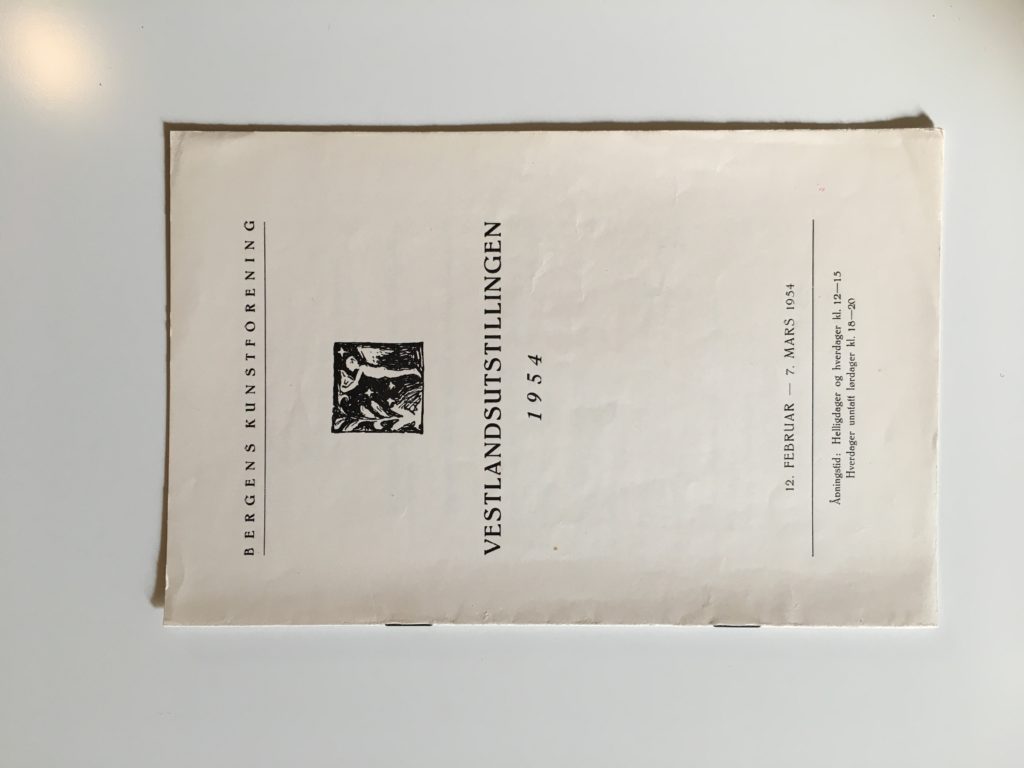 BERGENS KUNSTFORENING
VESTLANDSUTSTILLINGEN
1954
12. FEBRUAR — 7. MARS 1954
Åpningstid: Helligdager og hverdager kl. 12—15
Hverdager unntatt lørdager kl. 18—20